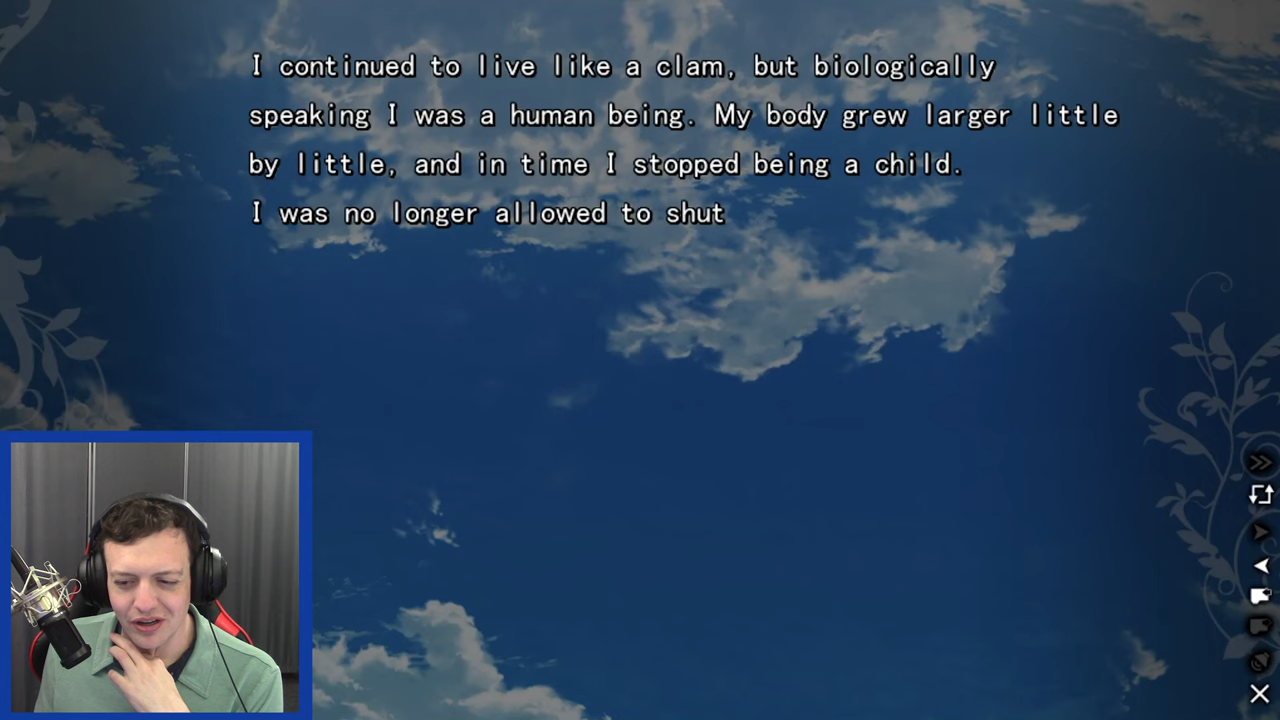 I continued to live like a clam, but biologically
speaking I was a human being. My body grew larger little
by little, and in time I stopped being a child.
I was no longer allowed to shut